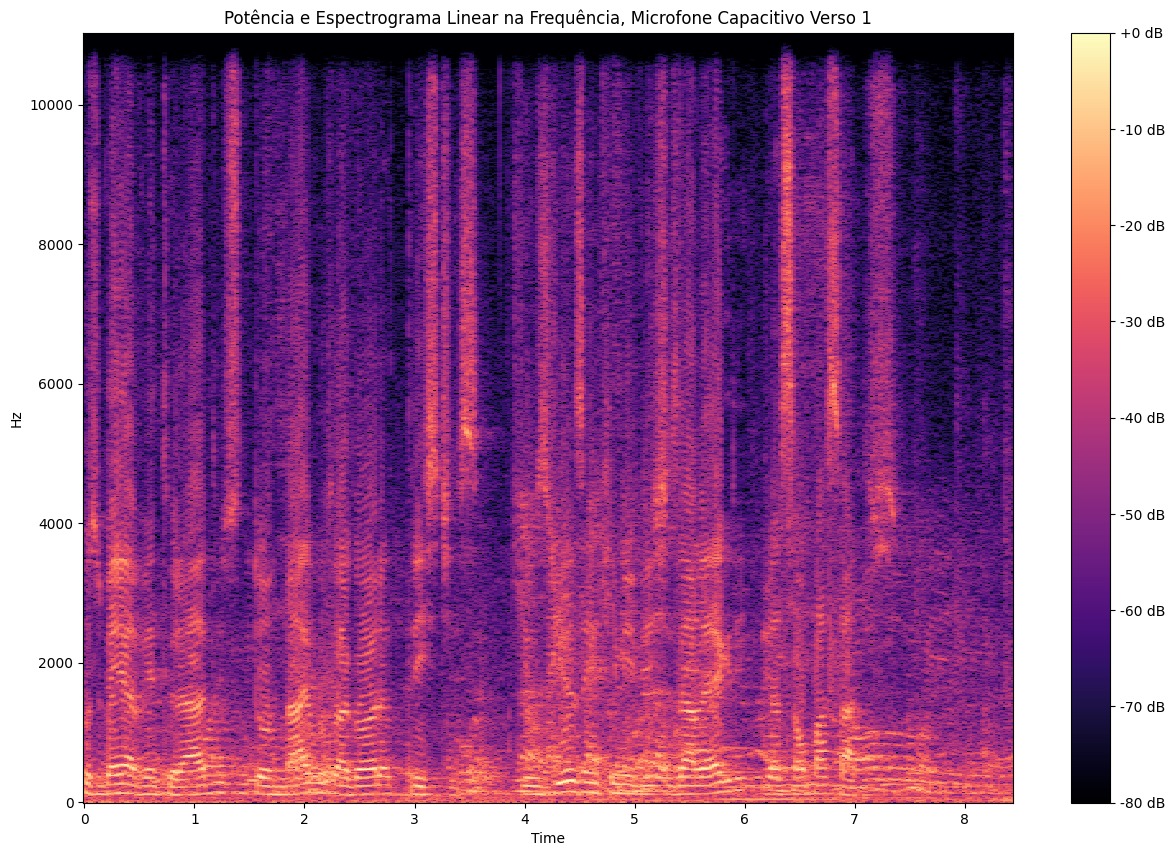 Potência e Espectrograma Linear na Frequência, Microfone Capacitivo Verso 1
+0 dB
10000
-10 dB
8000
-20 dB
-30 dB
6000
Hz
-40 dB
4000
-50 dB
-60 dB
2000
-70 dB
0
-80 dB
0 1 2 3 4 5 6 7 8
Time